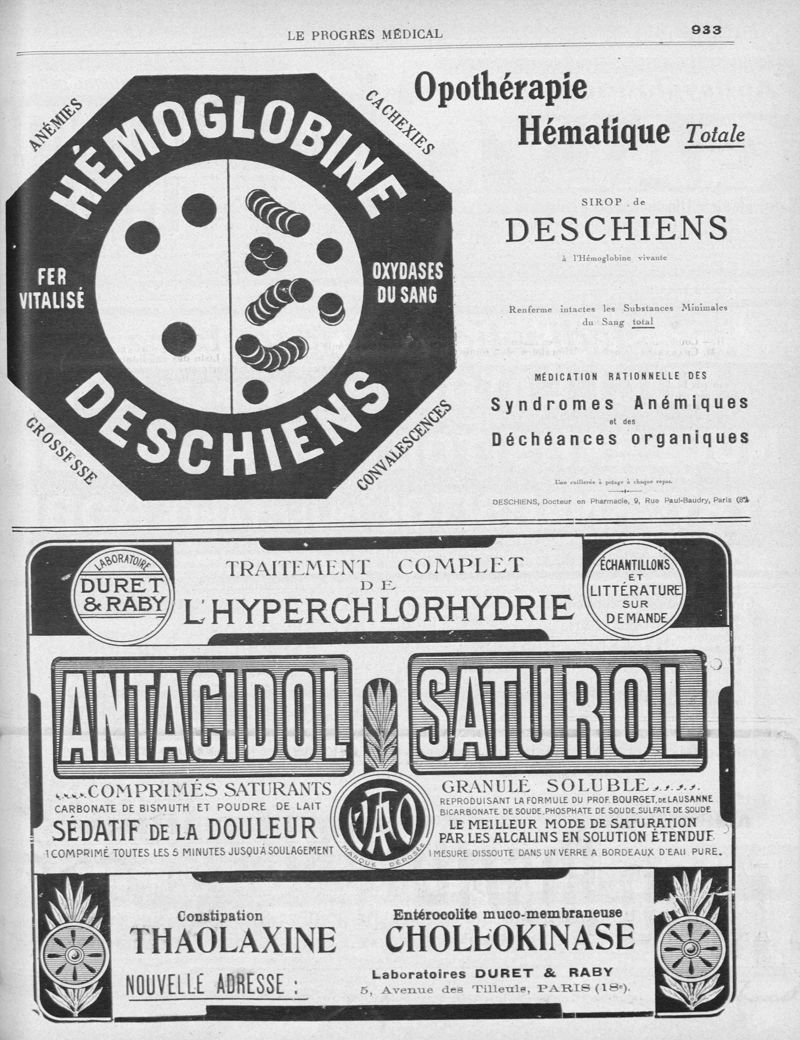 LE PROGRÈS MÉDICAL
933
ANÉMIES
CACHEXIES
HÉMOGLOBINE
FER
VITALISÉ
OXYDASES
DU SANG
DESCHIENS
GROSSESSE
CONVALESCENCES
Opothérapie
Hématique Totale
SIROP de
DESCHIENS
à l'Hémoglobine vivante
Renferme intactes les Substances Minimales
du Sang total
MÉDICATION RATIONNELLE DES
Syndromes Anémiques
et des
Déchéances organiques
Une cuillerée à potage à chaque repas.
DESCHIENS, Docteur en Pharmacie, 9, Rue Paul-Baudry, Paris (8e).
LABORATOIRE
DURET
& RABY
TRAITEMENT COMPLET
DE
L'HYPERCHLORHYDRIE
ÉCHANTILLONS
ET
LITTÉRATURE
SUR
DEMANDE
ANTACIDOL
SATUROL
COMPRIMÉS SATURANTS
CARBONATE DE BISMUTH ET POUDRE DE LAIT
SÉDATIF DE LA DOULEUR
1 COMPRIMÉ TOUTES LES 5 MINUTES JUSQU'À SOULAGEMENT
MARQUE DÉPOSÉE
GRANULÉ SOLUBLE
REPRODUISANT LA FORMULE DU PROF. BOURGET, DE LAUSANNE
BICARBONATE DE SOUDE, PHOSPHATE DE SOUDE, SULFATE DE SOUDE
LE MEILLEUR MODE DE SATURATION
PAR LES ALCALINS EN SOLUTION ÉTENDUE
1 MESURE DISSOUTE DANS UN VERRE A BORDEAUX D'EAU PURE.
Constipation
THAOLAXINE
Entérocolite muco-membraneuse
CHOLÉOKINASE
NOUVELLE ADRESSE :
Laboratoires DURET & RABY
5, Avenue des Tilleuls, PARIS (18e).